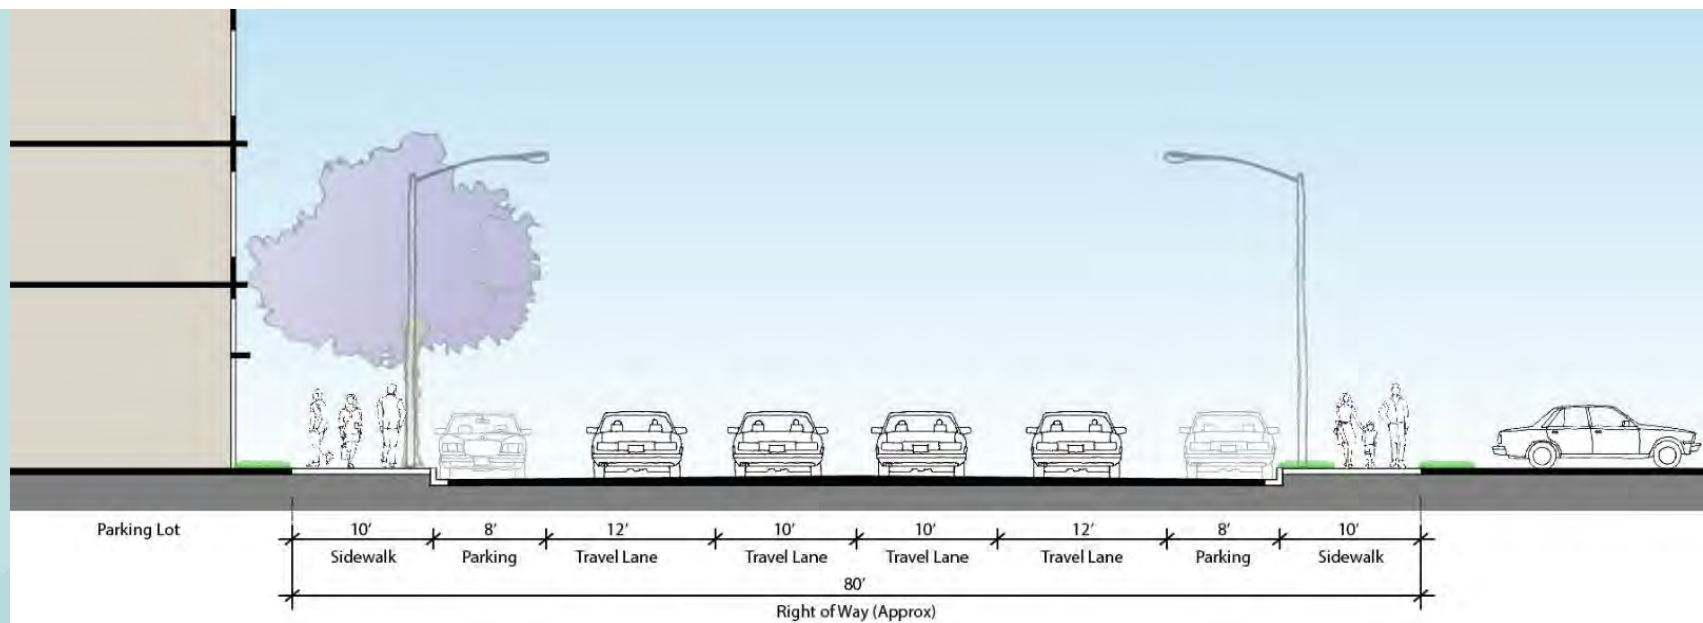 Parking Lot
10' 8' 12' 10' 10' 12' 8' 10'
Sidewalk Parking Travel Lane Travel Lane Travel Lane Travel Lane Parking Sidewalk
80'
Right of Way (Approx)